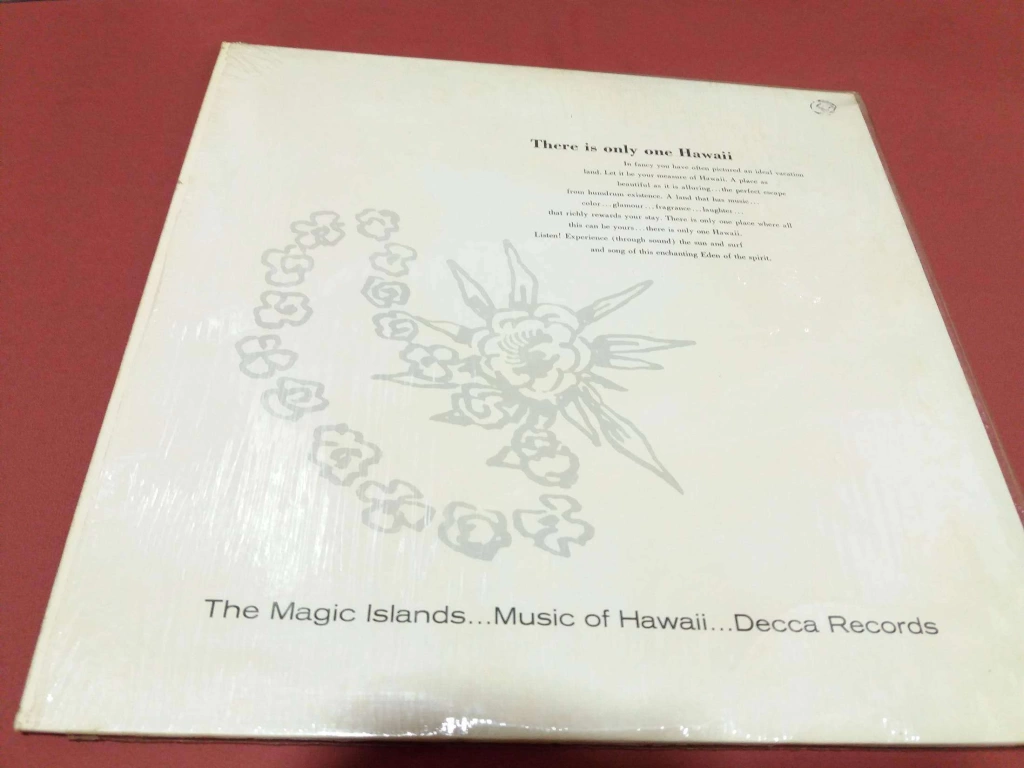 There is only one Hawaii
In fancy you have often pictured an ideal vacation
land. Let it be your measure of Hawaii. A place as
beautiful as it is alluring...the perfect escape
from humdrum existence. A land that has music...
color...glamour...fragrance...laughter...
that richly rewards your stay. There is only one place where all
this can be yours...there is only one Hawaii.
Listen! Experience (through sound) the sun and surf
and song of this enchanting Eden of the spirit.
The Magic Islands...Music of Hawaii...Decca Records